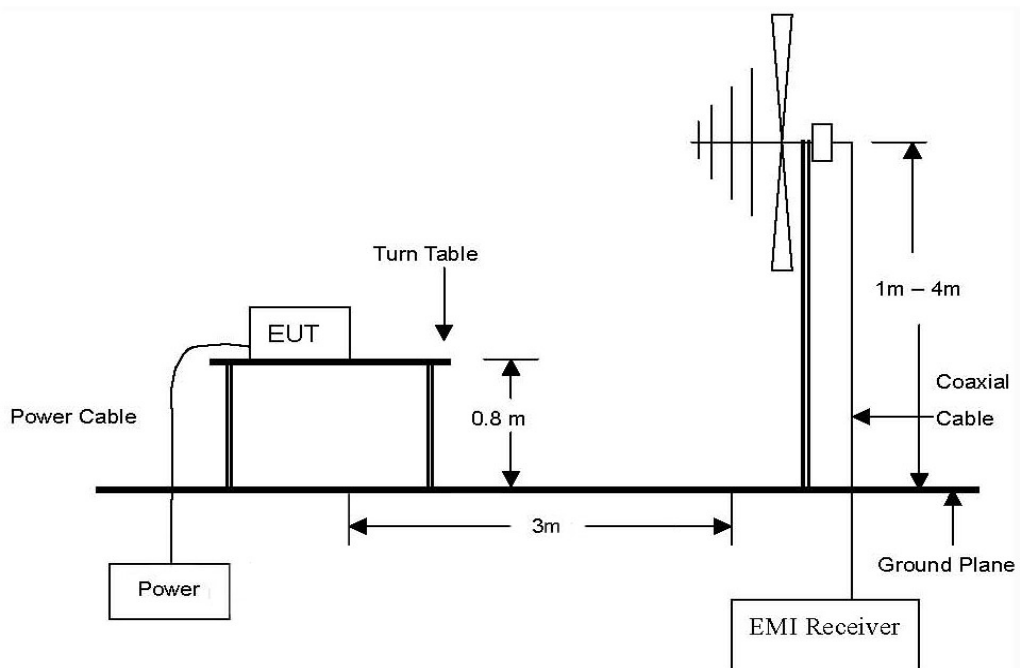 Turn Table
EUT
1m – 4m
Coaxial
Cable
Power Cable
0.8 m
3m
Ground Plane
Power
EMI Receiver